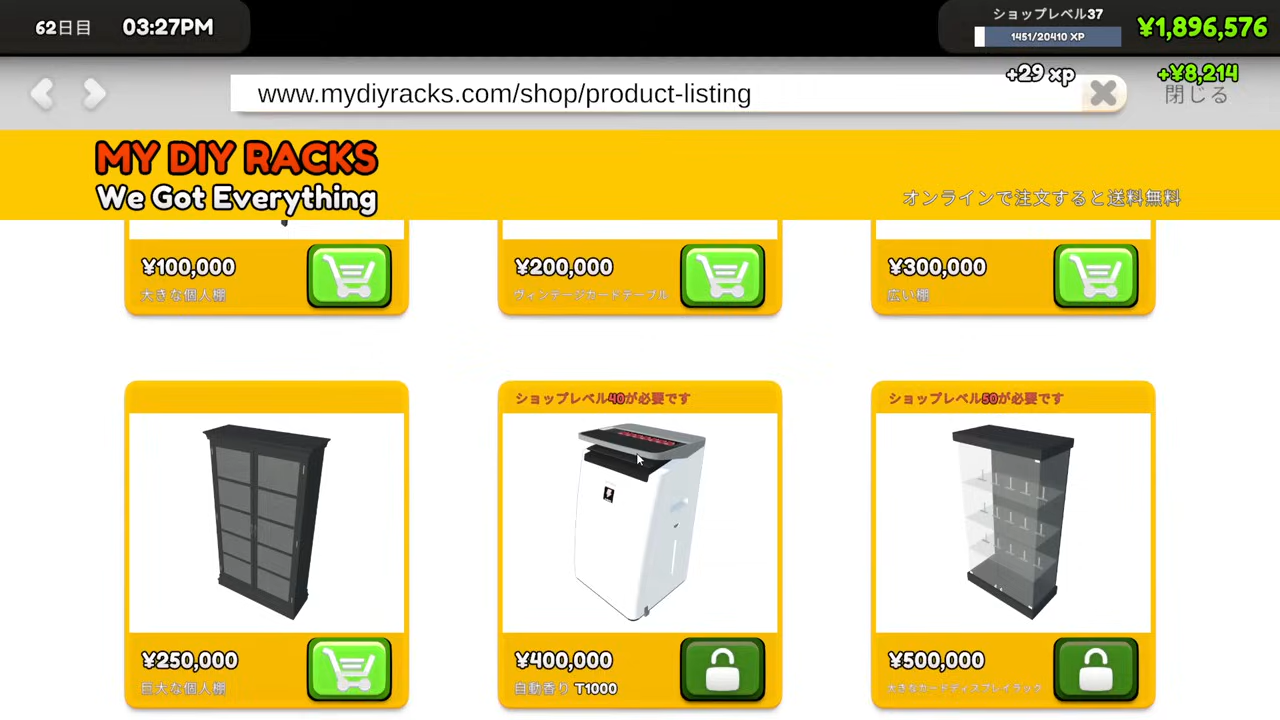 62日目 03:27PM
ショップレベル37
1451/20410 XP
¥1,896,576
+29 xp
+¥8,214
www.mydiyracks.com/shop/product-listing
閉じる
MY DIY RACKS
We Got Everything
オンラインで注文すると送料無料
¥100,000
大きな個人棚
¥200,000
ヴィンテージカードテーブル
¥300,000
広い棚
¥250,000
巨大な個人棚
ショップレベル40が必要です
¥400,000
自動香り T1000
ショップレベル50が必要です
¥500,000
大きなカードディスプレイラック